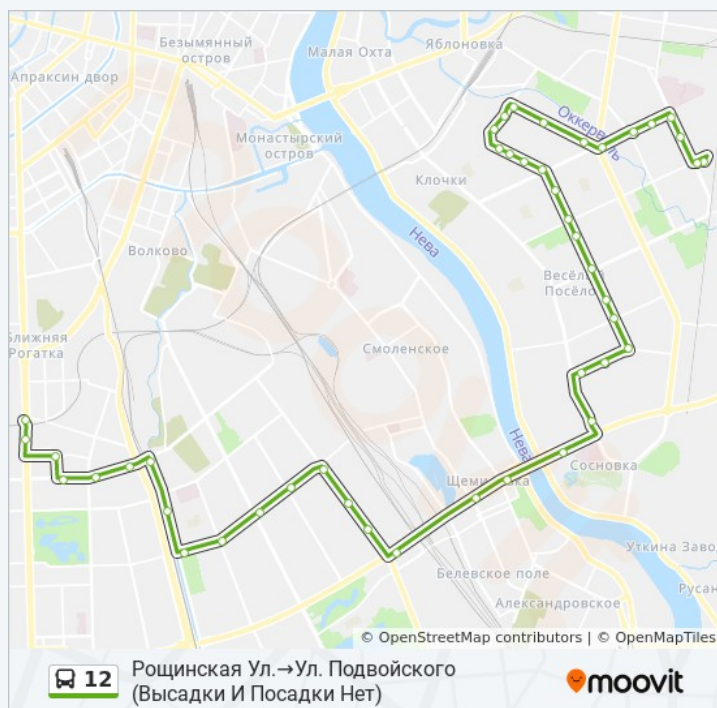 Безымянный
остров
Малая Охта
Яблоновка
Апраксин двор
Оккервиль
Монастырский
остров
Клочки
Нева
Волково
Весёлый
Посёлок
Ближняя
Рогатка
Смоленское
Нева
Сосновка
Щемиловка
Уткина Завод
Белевское поле
Русан
Александровское
© OpenStreetMap contributors | © OpenMapTiles
12
Рощинская Ул.→Ул. Подвойского
(Высадки И Посадки Нет)
moovit